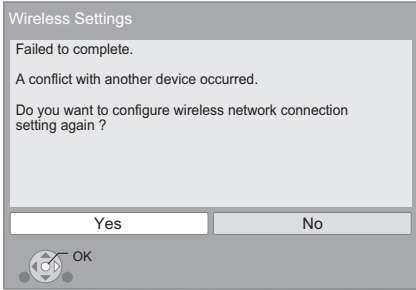 Wireless Settings
Failed to complete.
A conflict with another device occurred.
Do you want to configure wireless network connection
setting again ?
Yes
No
OK